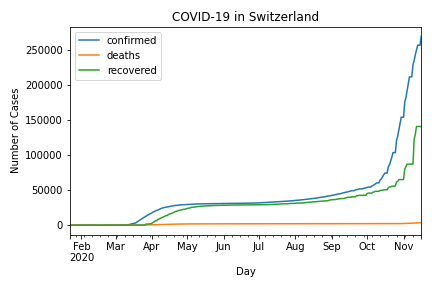 COVID-19 in Switzerland
confirmed
deaths
recovered
Number of Cases
250000
200000
150000
100000
50000
0
Feb Mar Apr May Jun Jul Aug Sep Oct Nov
2020
Day